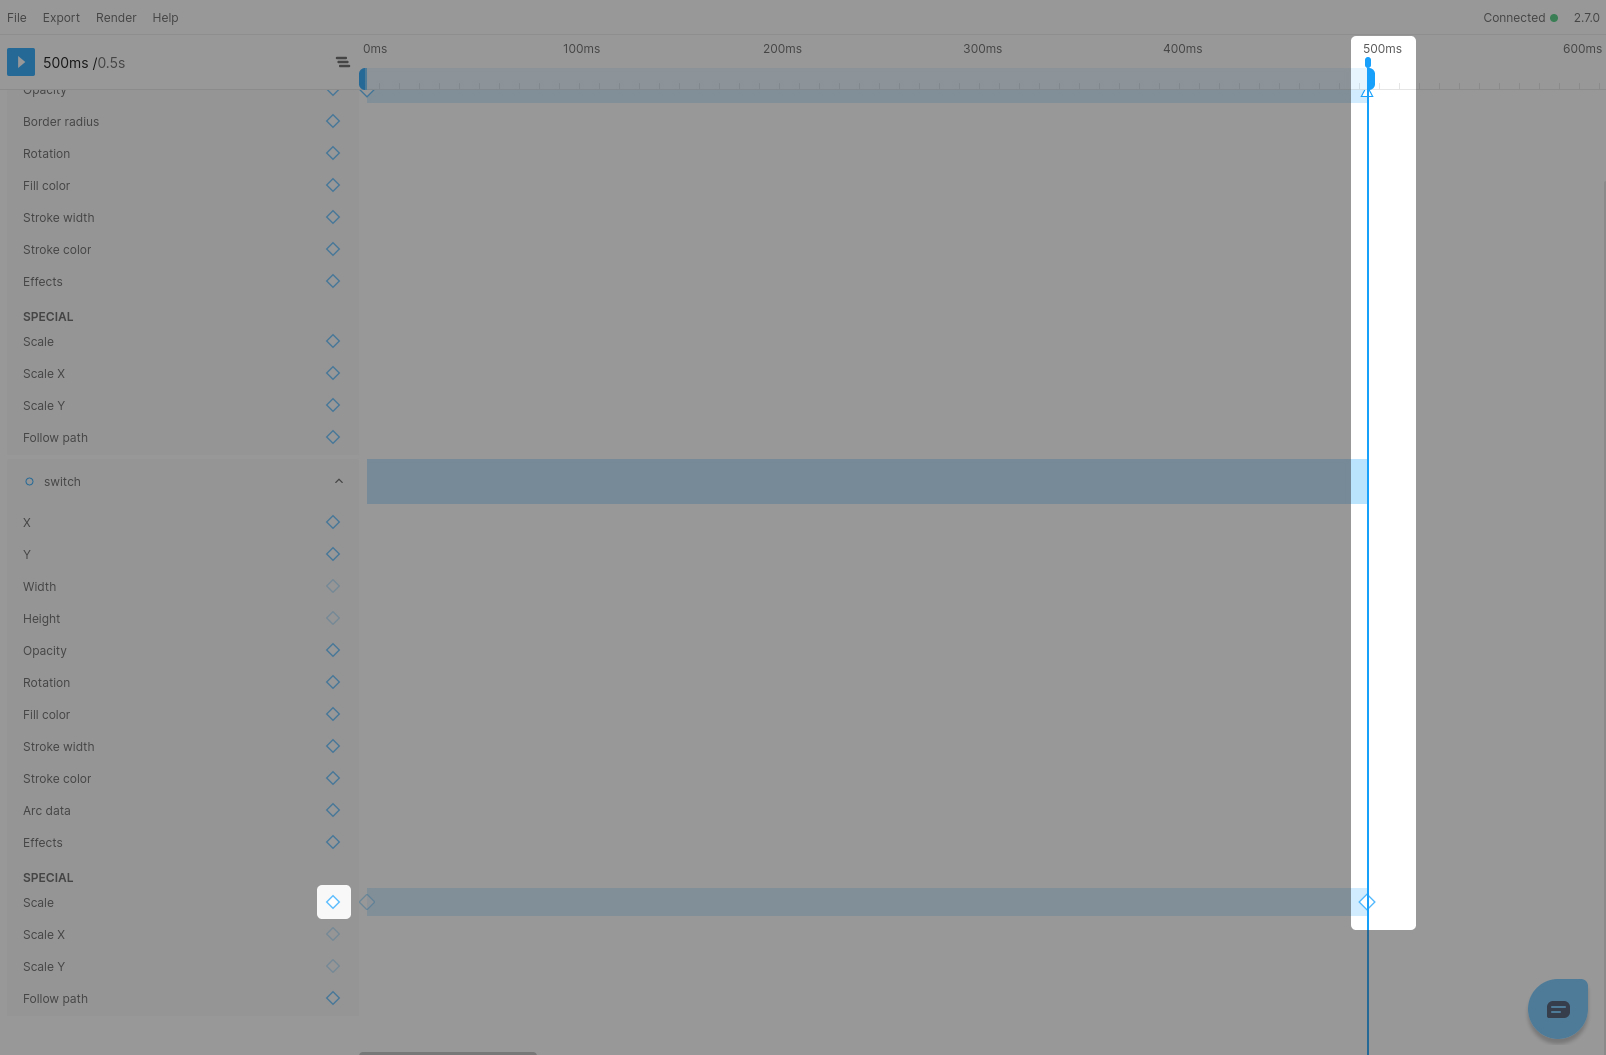 File Export Render Help Connected 2.7.0
500ms /0.5s 0ms 100ms 200ms 300ms 400ms 500ms 600ms
Opacity
Border radius
Rotation
Fill color
Stroke width
Stroke color
Effects
SPECIAL
Scale
Scale X
Scale Y
Follow path
switch
X
Y
Width
Height
Opacity
Rotation
Fill color
Stroke width
Stroke color
Arc data
Effects
SPECIAL
Scale
Scale X
Scale Y
Follow path